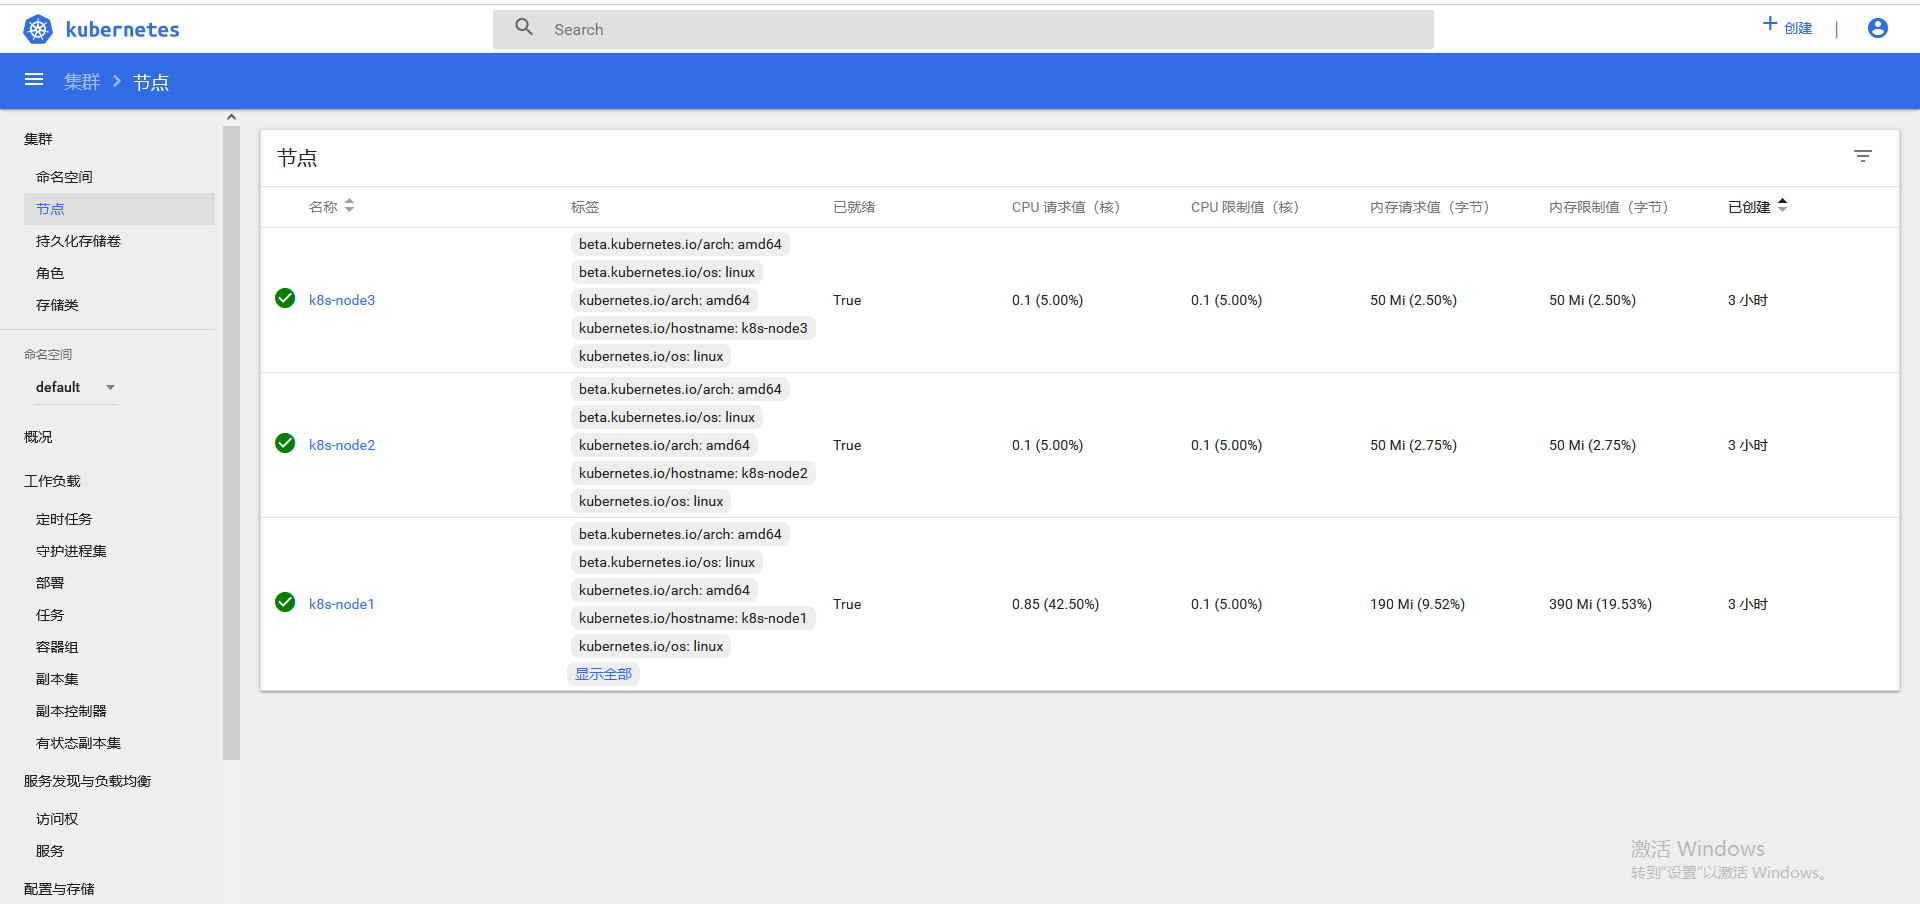 kubernetes
Search
创建
集群 节点
集群
命名空间
节点
持久化存储卷
角色
存储类
命名空间
default
概况
工作负载
定时任务
守护进程集
部署
任务
容器组
副本集
副本控制器
有状态副本集
服务发现与负载均衡
访问权
服务
配置与存储
节点
名称 标签 已就绪 CPU 请求值（核） CPU 限制值（核） 内存请求值（字节） 内存限制值（字节） 已创建
beta.kubernetes.io/arch: amd64
beta.kubernetes.io/os: linux
k8s-node3 kubernetes.io/arch: amd64 True 0.1 (5.00%) 0.1 (5.00%) 50 Mi (2.50%) 50 Mi (2.50%) 3 小时
kubernetes.io/hostname: k8s-node3
kubernetes.io/os: linux
beta.kubernetes.io/arch: amd64
beta.kubernetes.io/os: linux
k8s-node2 kubernetes.io/arch: amd64 True 0.1 (5.00%) 0.1 (5.00%) 50 Mi (2.75%) 50 Mi (2.75%) 3 小时
kubernetes.io/hostname: k8s-node2
kubernetes.io/os: linux
beta.kubernetes.io/arch: amd64
beta.kubernetes.io/os: linux
kubernetes.io/arch: amd64
k8s-node1 True 0.85 (42.50%) 0.1 (5.00%) 190 Mi (9.52%) 390 Mi (19.53%) 3 小时
kubernetes.io/hostname: k8s-node1
kubernetes.io/os: linux
显示全部
激活 Windows
转到"设置"以激活 Windows。